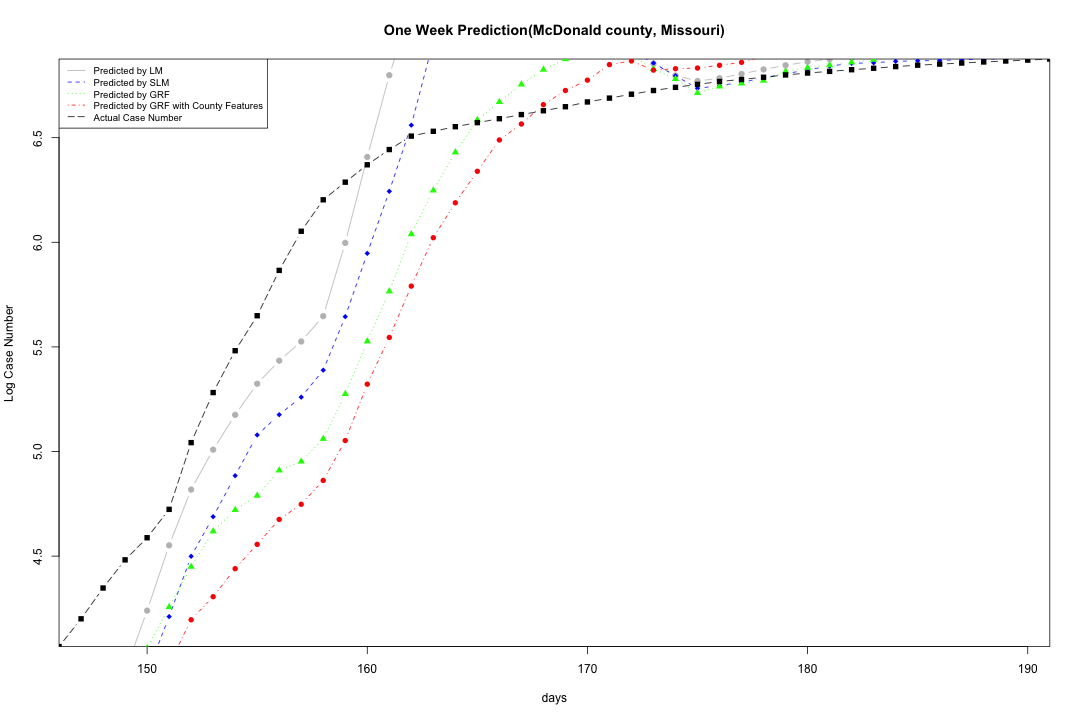 One Week Prediction(McDonald county, Missouri)
Predicted by LM
Predicted by SLM
Predicted by GRF
Predicted by GRF with County Features
Actual Case Number
Log Case Number
6.5
6.0
5.5
5.0
4.5
150 160 170 180 190
days